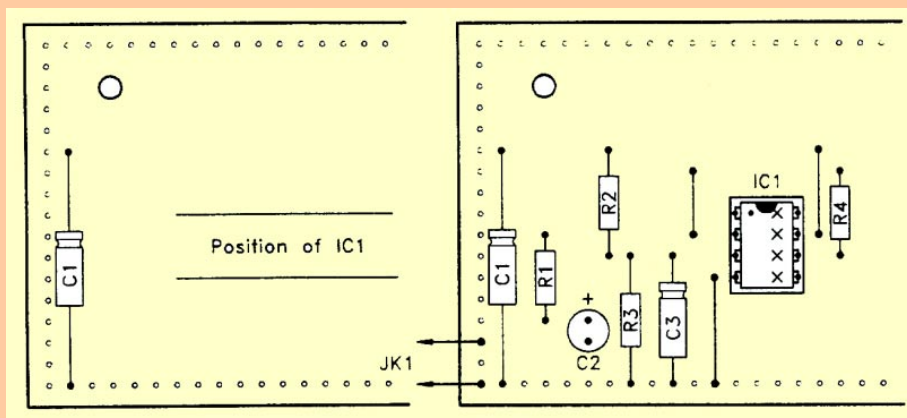 C1
Position of IC1
JK1
C1
R1
R2
+
C2
R3
C3
IC1
R4